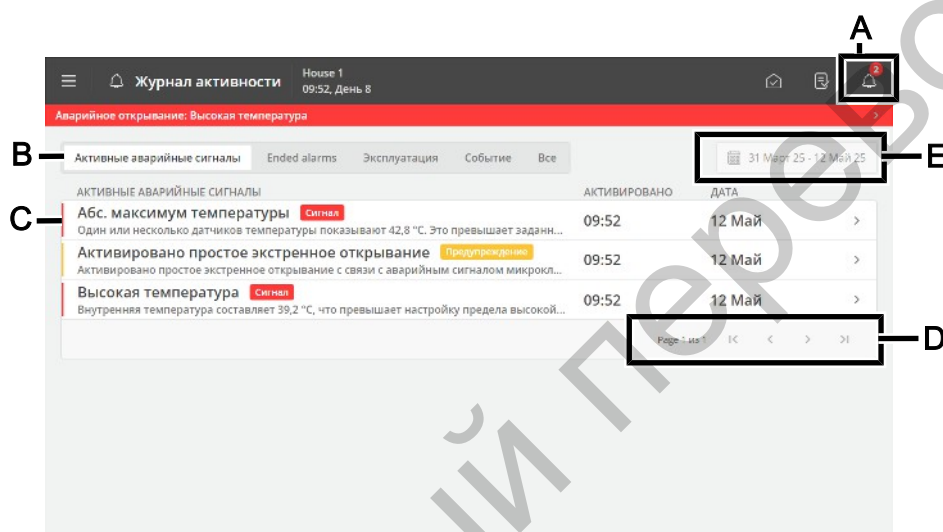 A
House 1
Журнал активности
09:52, День 8
2
Аварийное открывание: Высокая температура
B
Активные аварийные сигналы Ended alarms Эксплуатация Событие Все
31 Март 25 - 12 Май 25
E
АКТИВНЫЕ АВАРИЙНЫЕ СИГНАЛЫ АКТИВИРОВАНО ДАТА
C
Абс. максимум температуры Сигнал
Один или несколько датчиков температуры показывают 42,8 °C. Это превышает заданн...
09:52 12 Май
Активировано простое экстренное открывание Предупреждение
Активировано простое экстренное открывание с связи с аварийным сигналом микрокл...
09:52 12 Май
Высокая температура Сигнал
Внутренняя температура составляет 39,2 °C, что превышает настройку предела высокой...
09:52 12 Май
Page 1 из 1
D